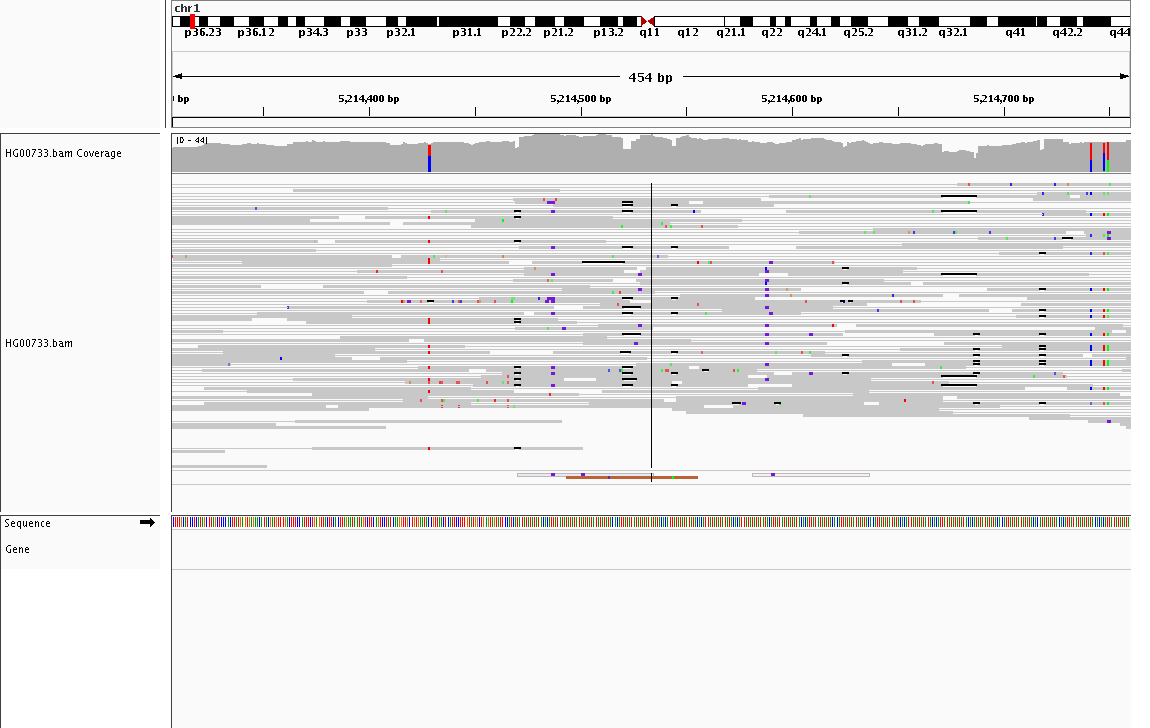 chr1
p36.23 p36.12 p34.3 p33 p32.1 p31.1 p22.2 p21.2 p13.2 q11 q12 q21.1 q22 q24.1 q25.2 q31.2 q32.1 q41 q42.2 q44
454 bp
bp 5,214,400 bp 5,214,500 bp 5,214,600 bp 5,214,700 bp
[0 - 44]
HG00733.bam Coverage
HG00733.bam
Sequence
Gene